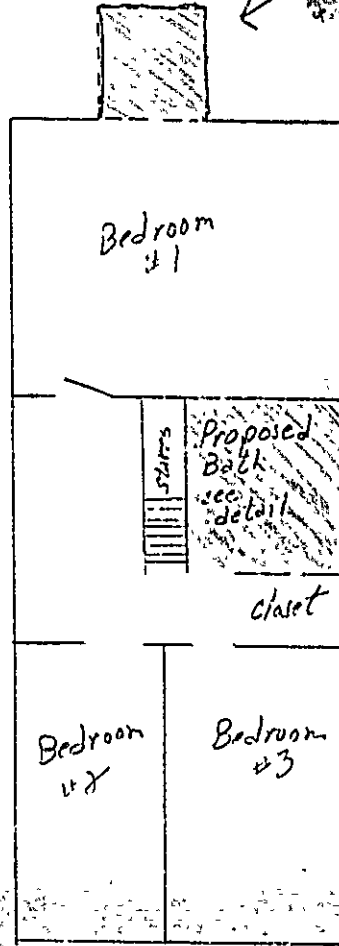 Bedroom
#1
stairs
Proposed
Bath
see
detail
closet
Bedroom
#2
Bedroom
#3